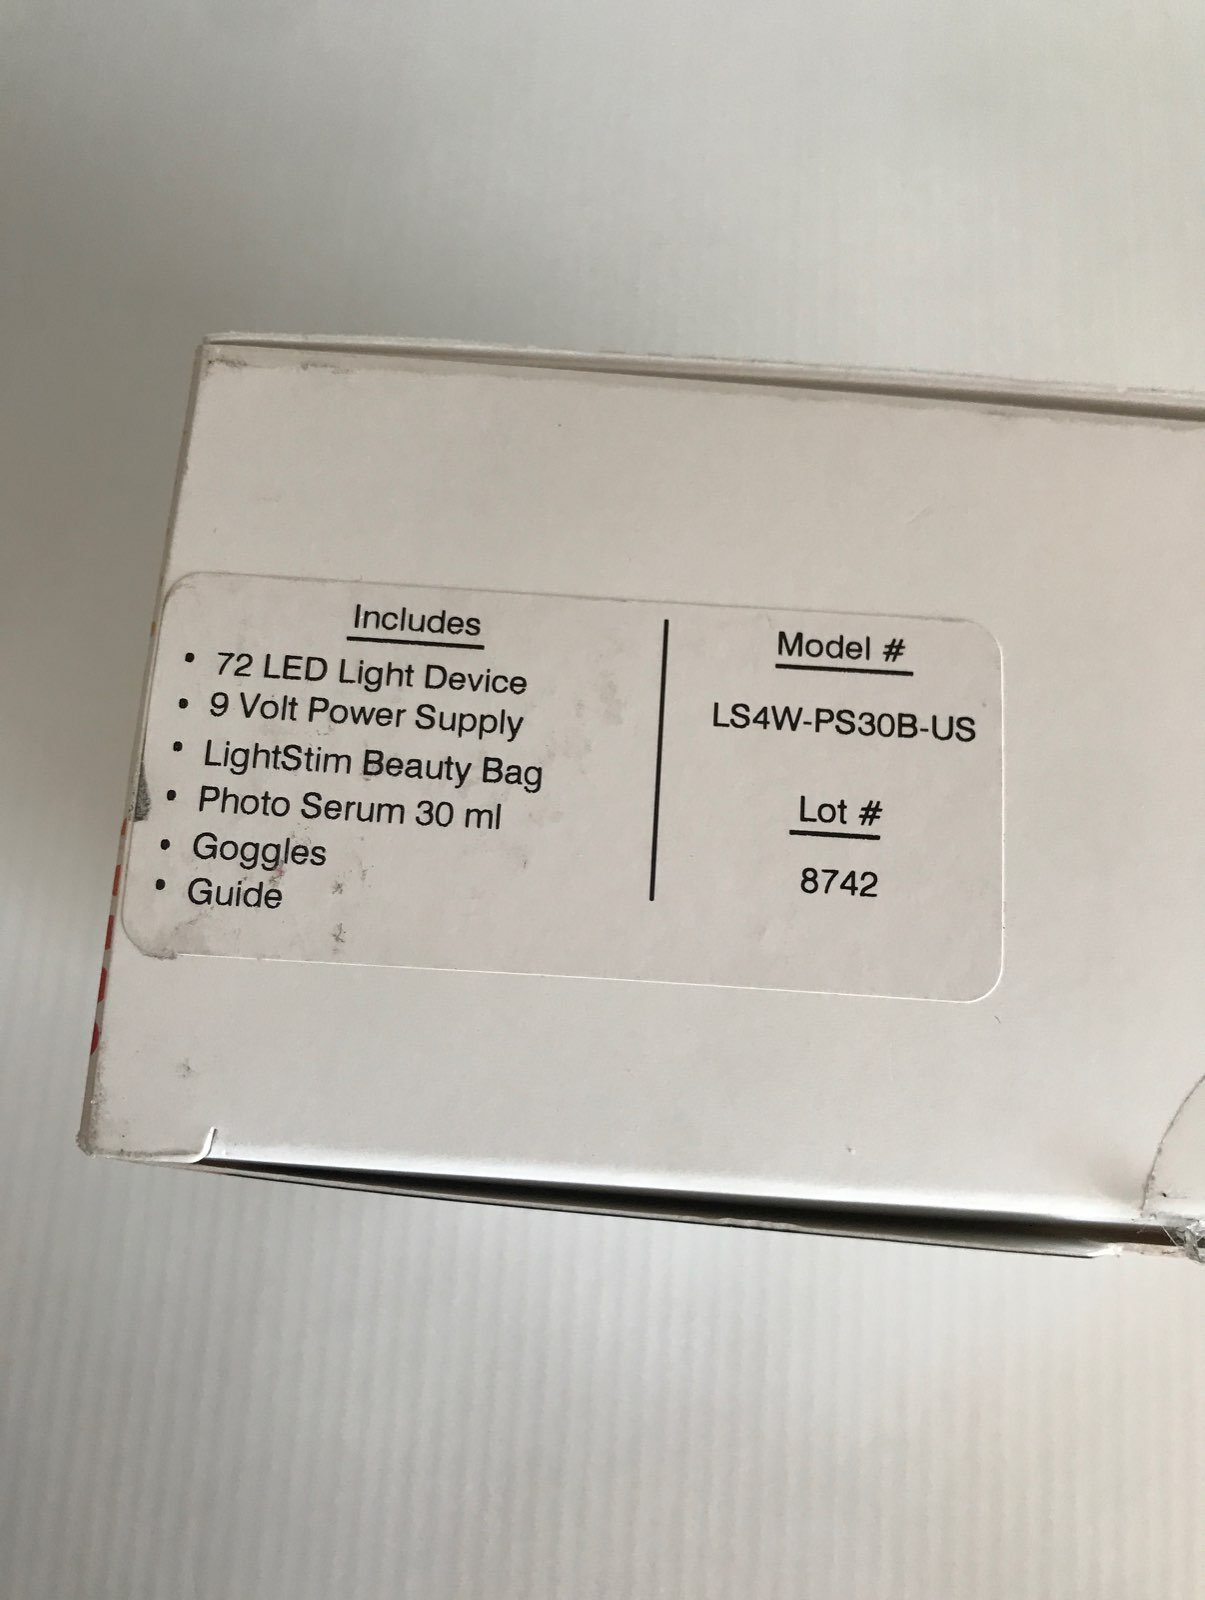 Includes
• 72 LED Light Device
• 9 Volt Power Supply
• LightStim Beauty Bag
• Photo Serum 30 ml
• Goggles
• Guide
Model #
LS4W-PS30B-US
Lot #
8742